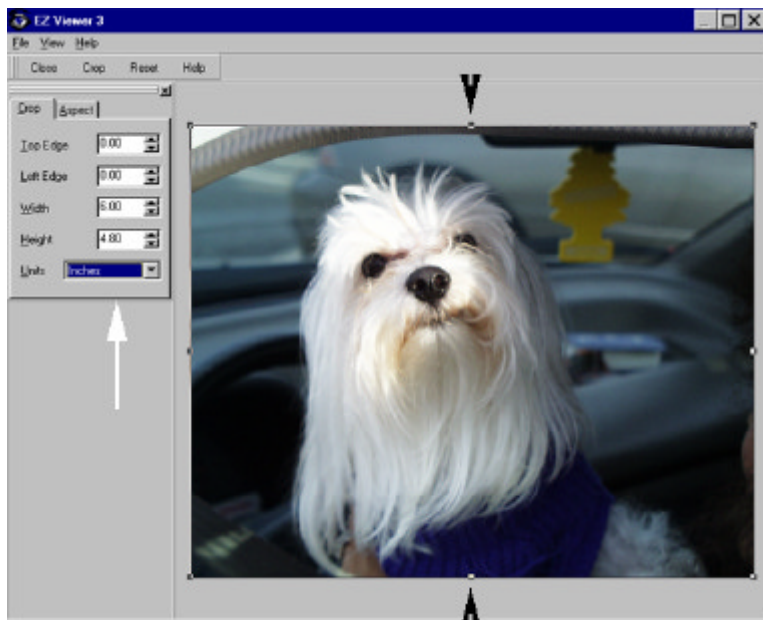 EZ Viewer 3
File View Help
Close Crop Reset Help
Crop Aspect
Top Edge 0.00
Left Edge 0.00
Width 6.00
Height 4.80
Units Inches